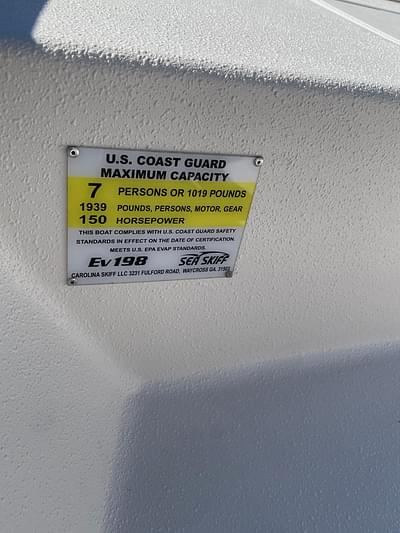 U.S. COAST GUARD
MAXIMUM CAPACITY
7 PERSONS OR 1019 POUNDS
1939 POUNDS, PERSONS, MOTOR, GEAR
150 HORSEPOWER
THIS BOAT COMPLIES WITH U.S. COAST GUARD SAFETY
STANDARDS IN EFFECT ON THE DATE OF CERTIFICATION.
MEETS U.S. EPA EVAP STANDARDS.
Ev198 SEA SKIFF
CAROLINA SKIFF LLC 3231 FULFORD ROAD, WAYCROSS GA. 31503